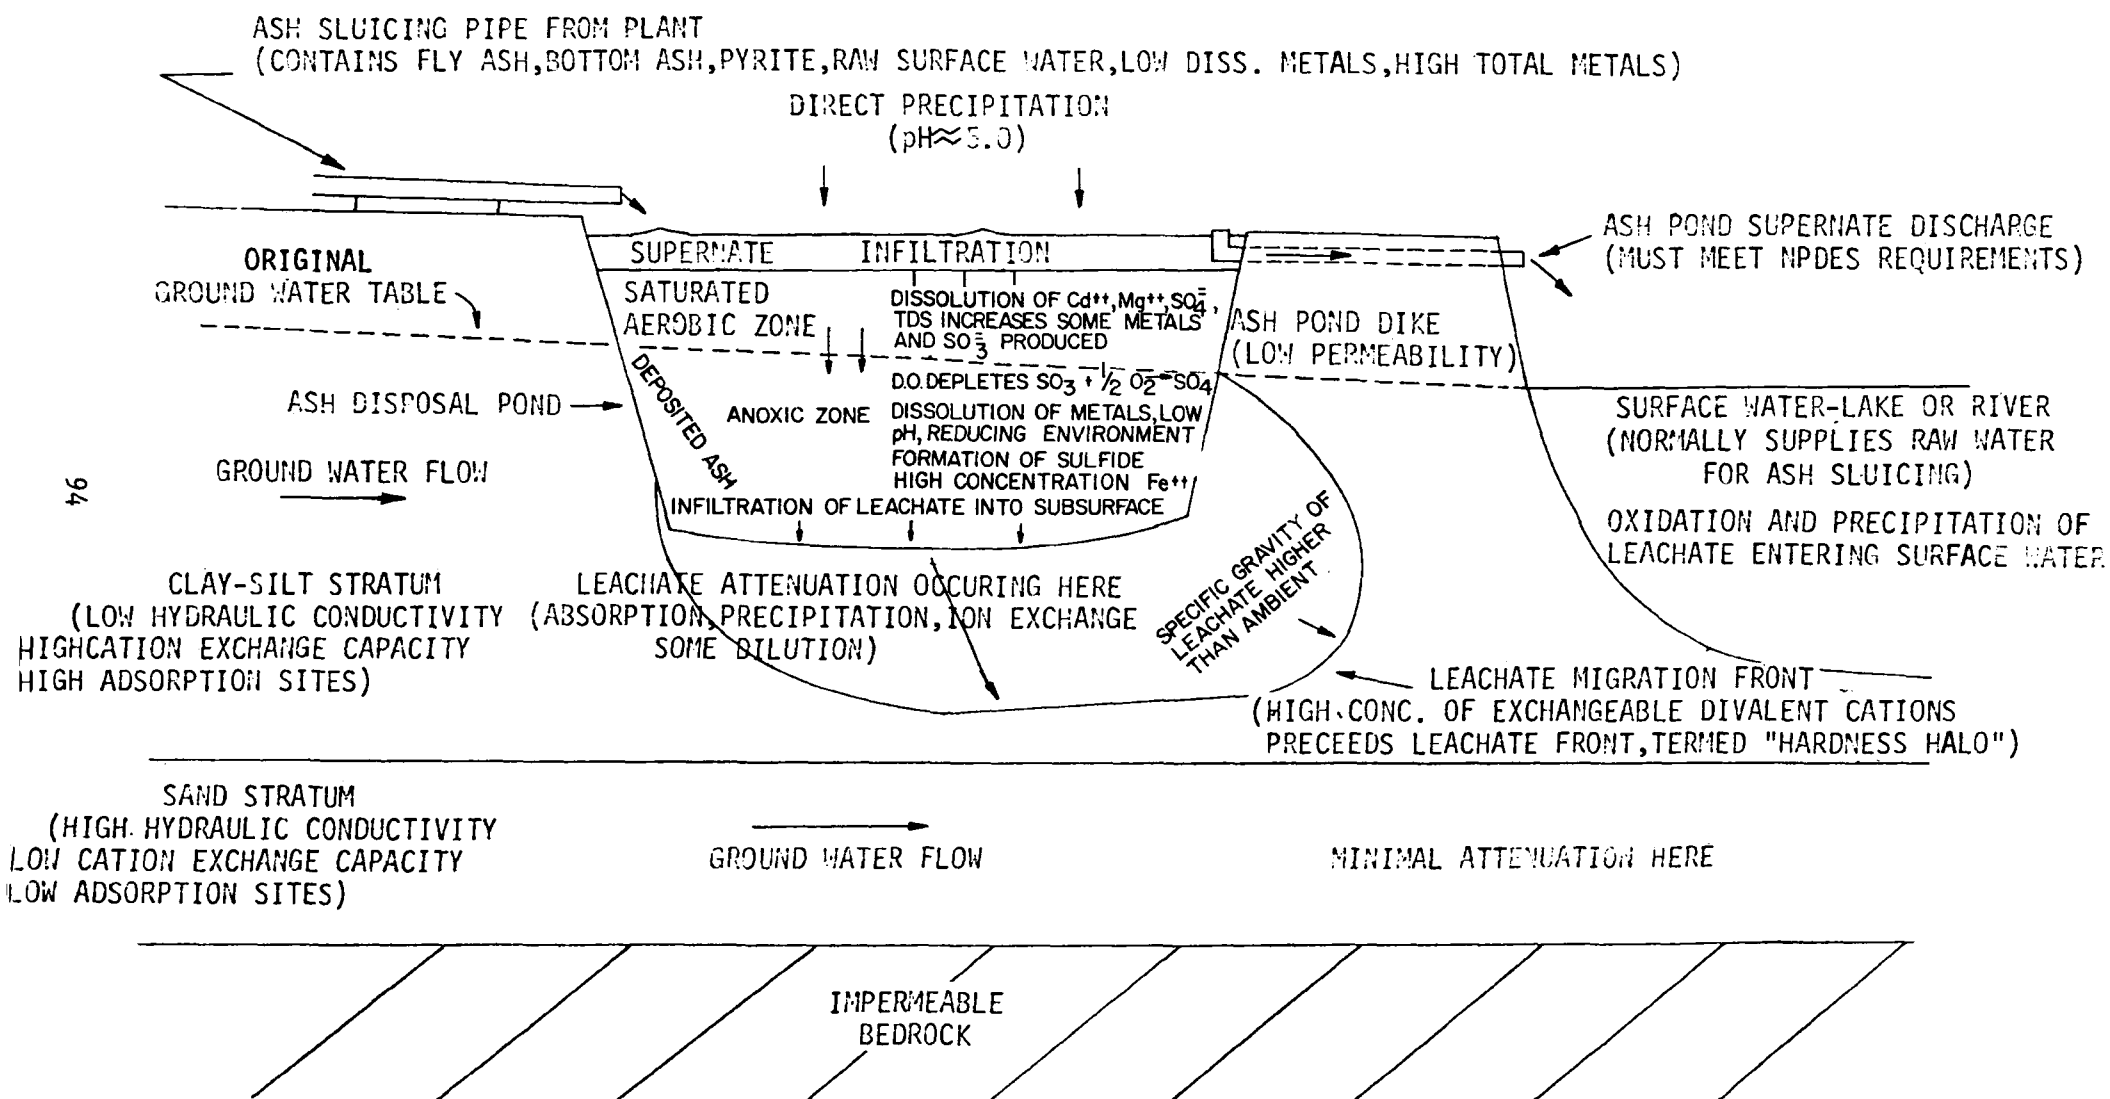 ASH SLUICING PIPE FROM PLANT
(CONTAINS FLY ASH,BOTTOM ASH,PYRITE,RAW SURFACE WATER,LOW DISS. METALS,HIGH TOTAL METALS)
DIRECT PRECIPITATION
(pH≈5.0)
ASH POND SUPERNATE DISCHARGE
(MUST MEET NPDES REQUIREMENTS)
SUPERNATE
INFILTRATION
ORIGINAL
GROUND WATER TABLE
SATURATED
AEROBIC ZONE
DISSOLUTION OF Cd++,Mg++,SO4=,
TDS INCREASES SOME METALS
AND SO3= PRODUCED
ASH POND DIKE
(LOW PERMEABILITY)
DEPOSITED ASH
D.O. DEPLETES SO3 + 1/2 O2→SO4
ASH DISPOSAL POND
ANOXIC ZONE
DISSOLUTION OF METALS,LOW
pH, REDUCING ENVIRONMENT
FORMATION OF SULFIDE
HIGH CONCENTRATION Fe++
INFILTRATION OF LEACHATE INTO SUBSURFACE
SURFACE WATER-LAKE OR RIVER
(NORMALLY SUPPLIES RAW WATER
FOR ASH SLUICING)
GROUND WATER FLOW
94
OXIDATION AND PRECIPITATION OF
LEACHATE ENTERING SURFACE WATER
SPECIFIC GRAVITY OF
LEACHATE HIGHER
THAN AMBIENT
CLAY-SILT STRATUM
(LOW HYDRAULIC CONDUCTIVITY
HIGHCATION EXCHANGE CAPACITY
HIGH ADSORPTION SITES)
LEACHATE ATTENUATION OCCURING HERE
(ABSORPTION,PRECIPITATION,ION EXCHANGE
SOME DILUTION)
LEACHATE MIGRATION FRONT
(HIGH CONC. OF EXCHANGEABLE DIVALENT CATIONS
PRECEEDS LEACHATE FRONT,TERMED "HARDNESS HALO")
SAND STRATUM
(HIGH HYDRAULIC CONDUCTIVITY
LOW CATION EXCHANGE CAPACITY
LOW ADSORPTION SITES)
GROUND WATER FLOW
MINIMAL ATTENUATION HERE
IMPERMEABLE
BEDROCK